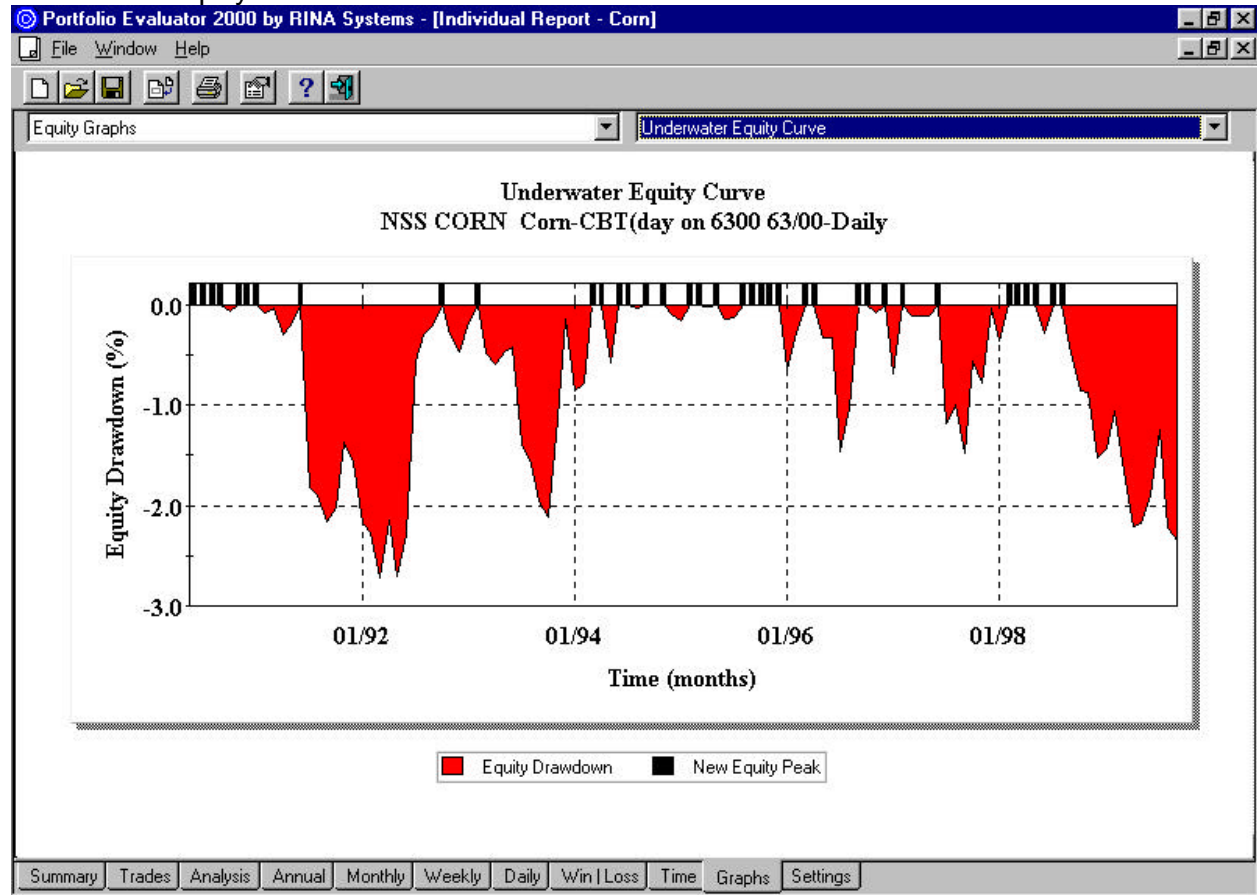 Portfolio Evaluator 2000 by RINA Systems - [Individual Report - Corn]
File Window Help
Equity Graphs Underwater Equity Curve
Underwater Equity Curve
NSS CORN Corn-CBT(day on 6300 63/00-Daily
Equity Drawdown (%)
0.0
-1.0
-2.0
-3.0
01/92 01/94 01/96 01/98
Time (months)
Equity Drawdown New Equity Peak
Summary Trades Analysis Annual Monthly Weekly Daily Win | Loss Time Graphs Settings